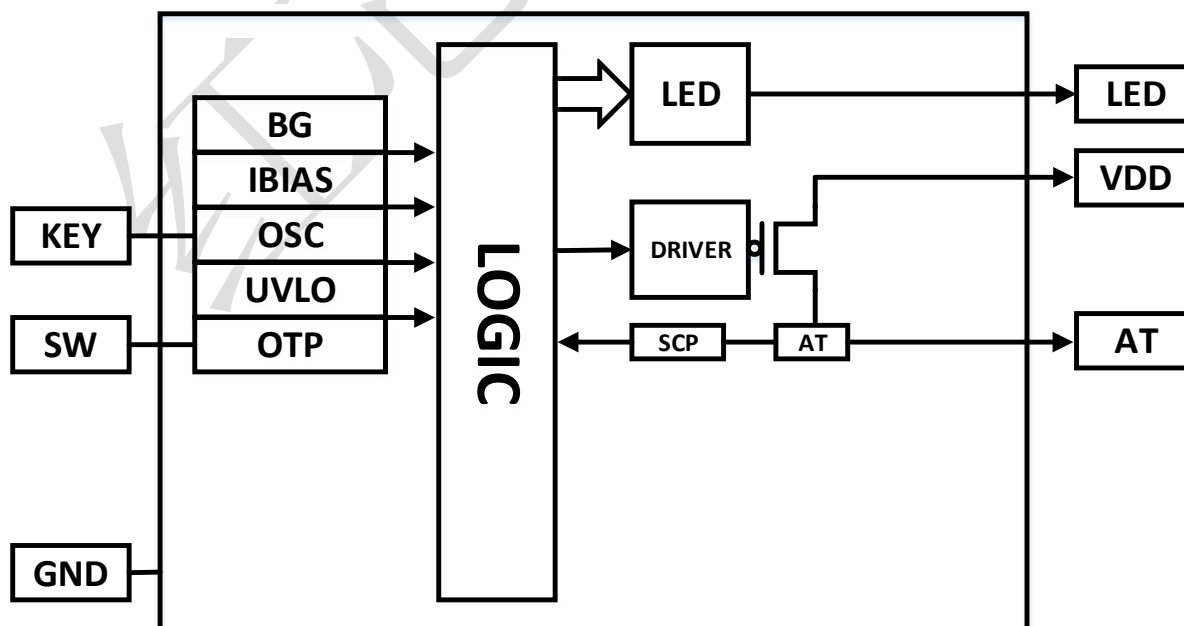 BG
IBIAS
OSC
UVLO
OTP
KEY
SW
GND
LOGIC
LED
DRIVER
SCP
AT
LED
VDD
AT